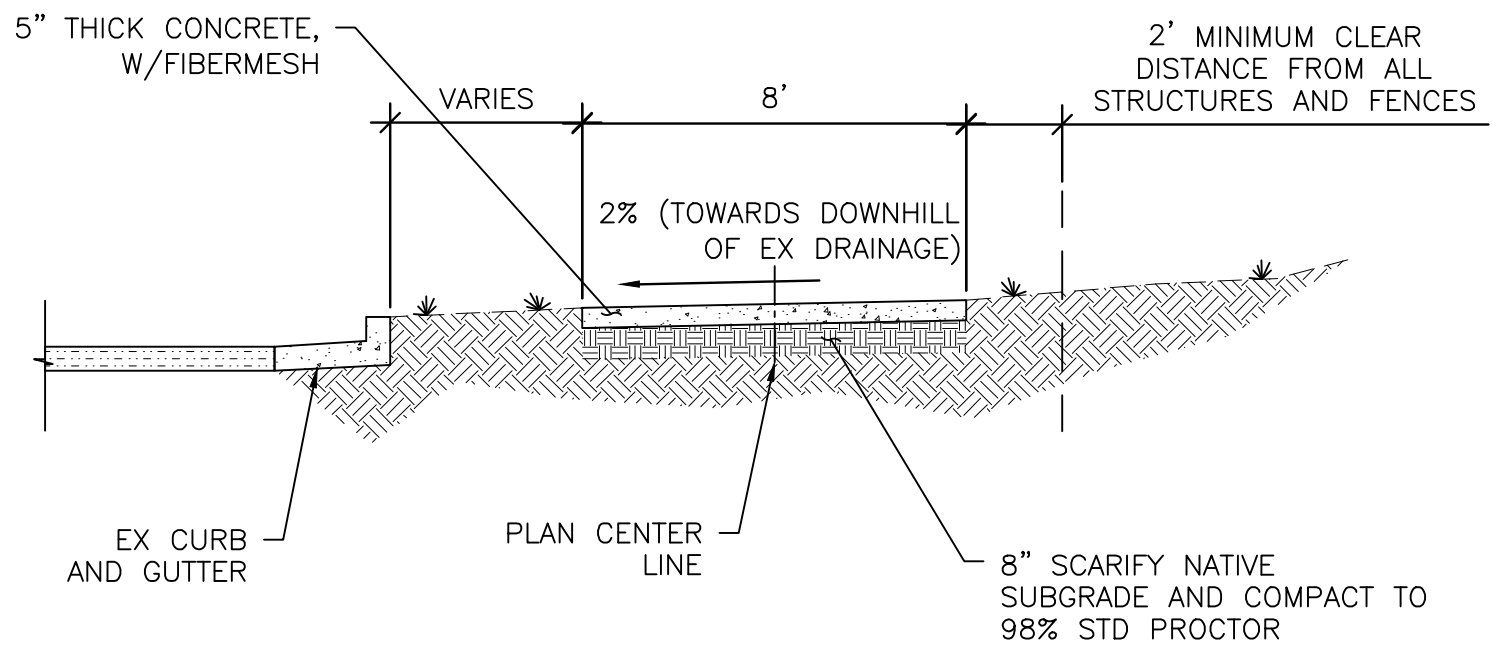 5” THICK CONCRETE,
W/FIBERMESH
VARIES
8’
2’ MINIMUM CLEAR
DISTANCE FROM ALL
STRUCTURES AND FENCES
2% (TOWARDS DOWNHILL
OF EX DRAINAGE)
EX CURB
AND GUTTER
PLAN CENTER
LINE
8” SCARIFY NATIVE
SUBGRADE AND COMPACT TO
98% STD PROCTOR